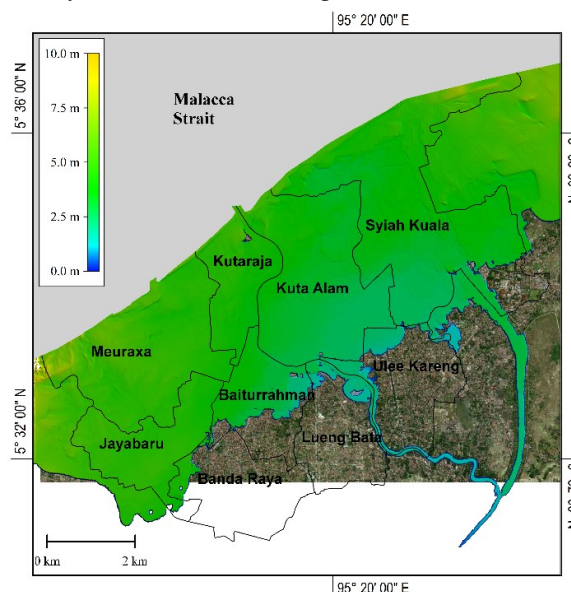 95° 20' 00" E
10.0 m
7.5 m
5.0 m
2.5 m
0.0 m
Malacca
Strait
5° 36' 00" N
Syiah Kuala
Kutaraja
Kuta Alam
Meuraxa
Ulee Kareng
Baiturrahman
5° 32' 00" N
Jayabaru
Lueng Bata
Banda Raya
0 km
2 km
95° 20' 00" E